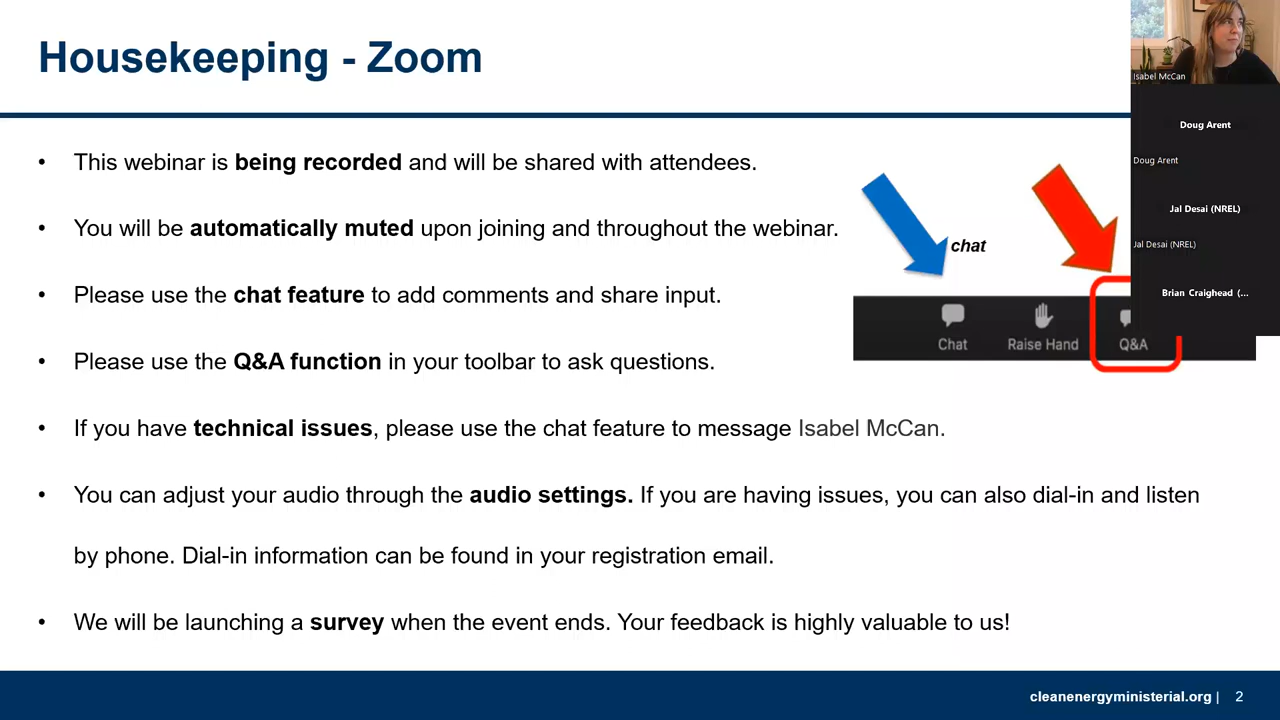 Housekeeping - Zoom
Isabel McCan
Doug Arent
Doug Arent
Jal Desai (NREL)
Jal Desai (NREL)
Brian Craighead (...
• This webinar is being recorded and will be shared with attendees.
• You will be automatically muted upon joining and throughout the webinar.
chat
• Please use the chat feature to add comments and share input.
Chat Raise Hand Q&A
• Please use the Q&A function in your toolbar to ask questions.
• If you have technical issues, please use the chat feature to message Isabel McCan.
• You can adjust your audio through the audio settings. If you are having issues, you can also dial-in and listen
by phone. Dial-in information can be found in your registration email.
• We will be launching a survey when the event ends. Your feedback is highly valuable to us!
cleanenergyministerial.org | 2